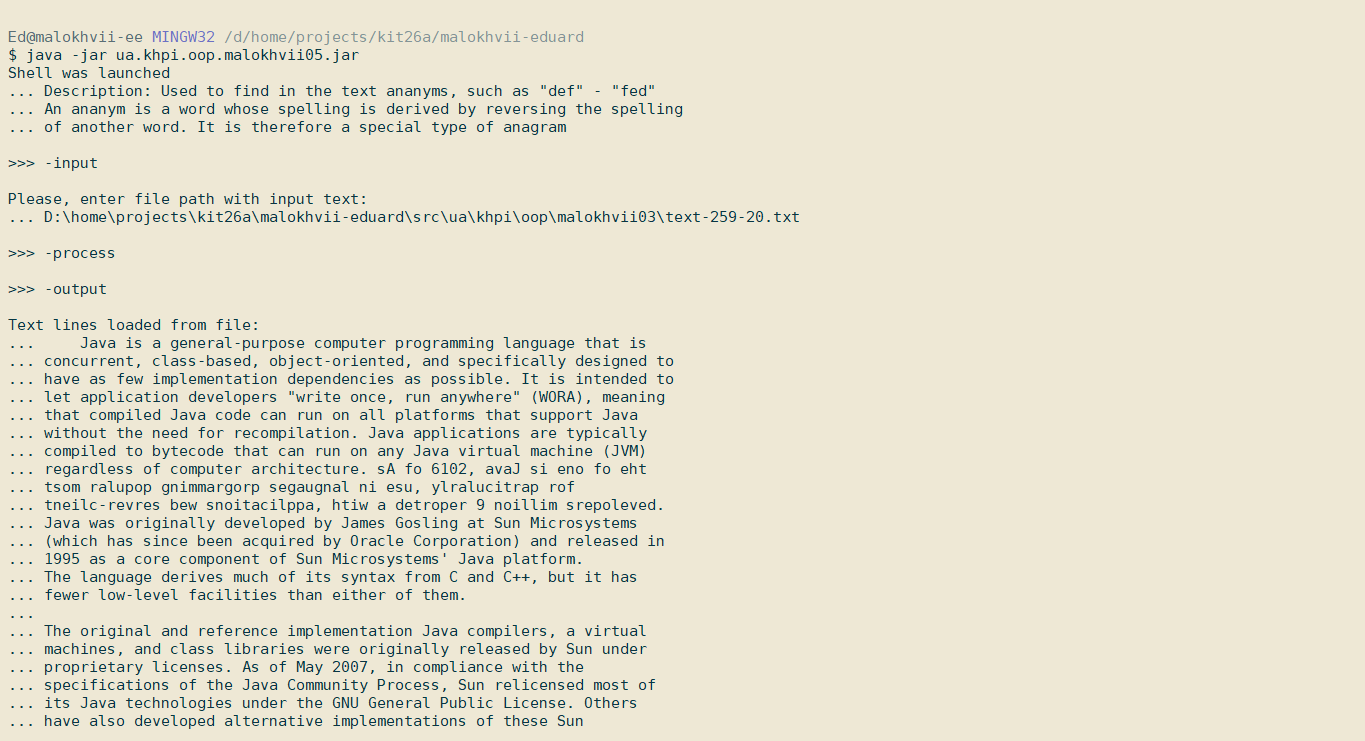 Ed@malokhvii-ee MINGW32 /d/home/projects/kit26a/malokhvii-eduard
$ java -jar ua.khpi.oop.malokhvii05.jar
Shell was launched
... Description: Used to find in the text ananyms, such as "def" - "fed"
... An ananym is a word whose spelling is derived by reversing the spelling
... of another word. It is therefore a special type of anagram
>>> -input
Please, enter file path with input text:
... D:\home\projects\kit26a\malokhvii-eduard\src\ua\khpi\oop\malokhvii03\text-259-20.txt
>>> -process
>>> -output
Text lines loaded from file:
...     Java is a general-purpose computer programming language that is
... concurrent, class-based, object-oriented, and specifically designed to
... have as few implementation dependencies as possible. It is intended to
... let application developers "write once, run anywhere" (WORA), meaning
... that compiled Java code can run on all platforms that support Java
... without the need for recompilation. Java applications are typically
... compiled to bytecode that can run on any Java virtual machine (JVM)
... regardless of computer architecture. sA fo 6102, avaJ si eno fo eht
... tsom ralupop gnimmargorp segaugnal ni esu, ylralucitrap rof
... tneilc-revres bew snoitacilppa, htiw a detroper 9 noillim srepoleved.
... Java was originally developed by James Gosling at Sun Microsystems
... (which has since been acquired by Oracle Corporation) and released in
... 1995 as a core component of Sun Microsystems' Java platform.
... The language derives much of its syntax from C and C++, but it has
... fewer low-level facilities than either of them.
...
... The original and reference implementation Java compilers, a virtual
... machines, and class libraries were originally released by Sun under
... proprietary licenses. As of May 2007, in compliance with the
... specifications of the Java Community Process, Sun relicensed most of
... its Java technologies under the GNU General Public License. Others
... have also developed alternative implementations of these Sun